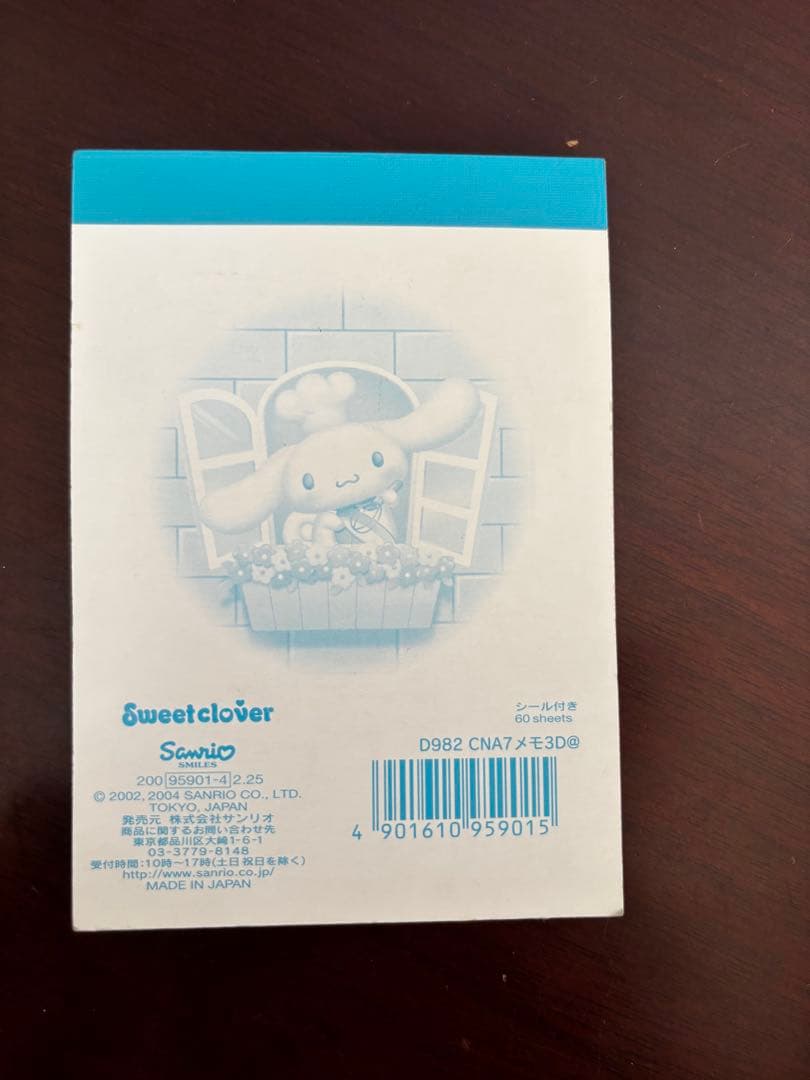 Sweetclover
Sanrio
SMILES
200 95901-4 2.25
© 2002, 2004 SANRIO CO., LTD.
TOKYO, JAPAN
発売元 株式会社サンリオ
商品に関するお問い合わせ先
東京都品川区大崎1-6-1
03-3779-8148
受付時間:10時〜17時(土日祝日を除く)
http://www.sanrio.co.jp/
MADE IN JAPAN
シール付き
60 sheets
D982 CNA7メモ3D@
4 901610 959015